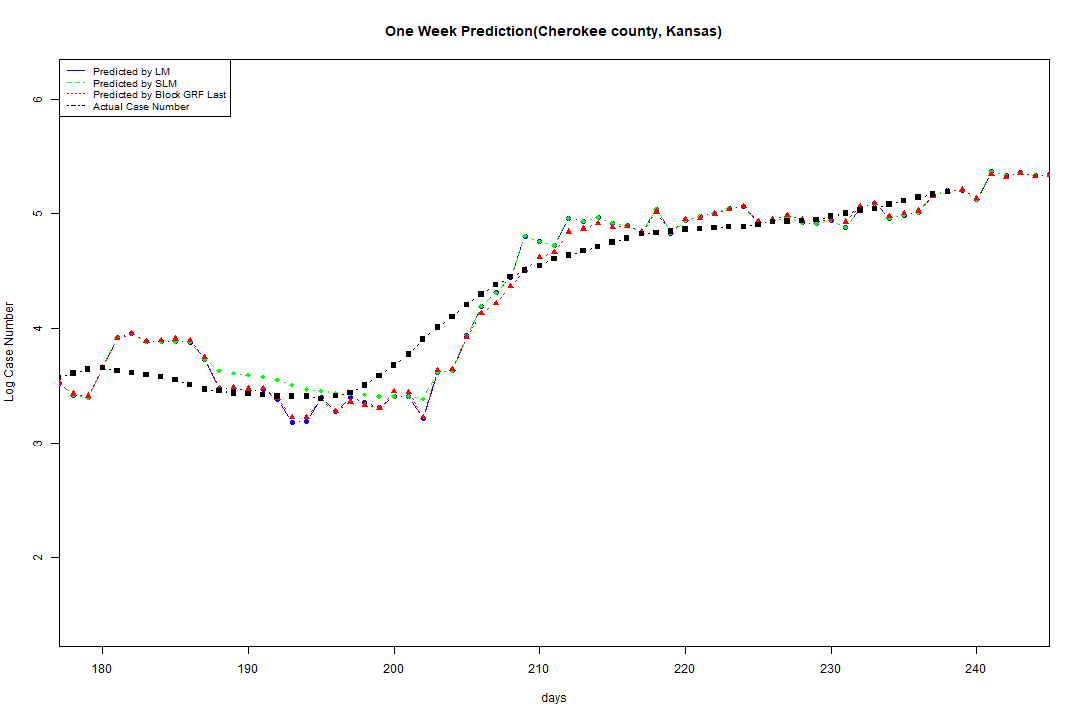 One Week Prediction(Cherokee county, Kansas)
Predicted by LM
Predicted by SLM
Predicted by Block GRF Last
Actual Case Number
6
5
4
3
2
Log Case Number
180 190 200 210 220 230 240
days